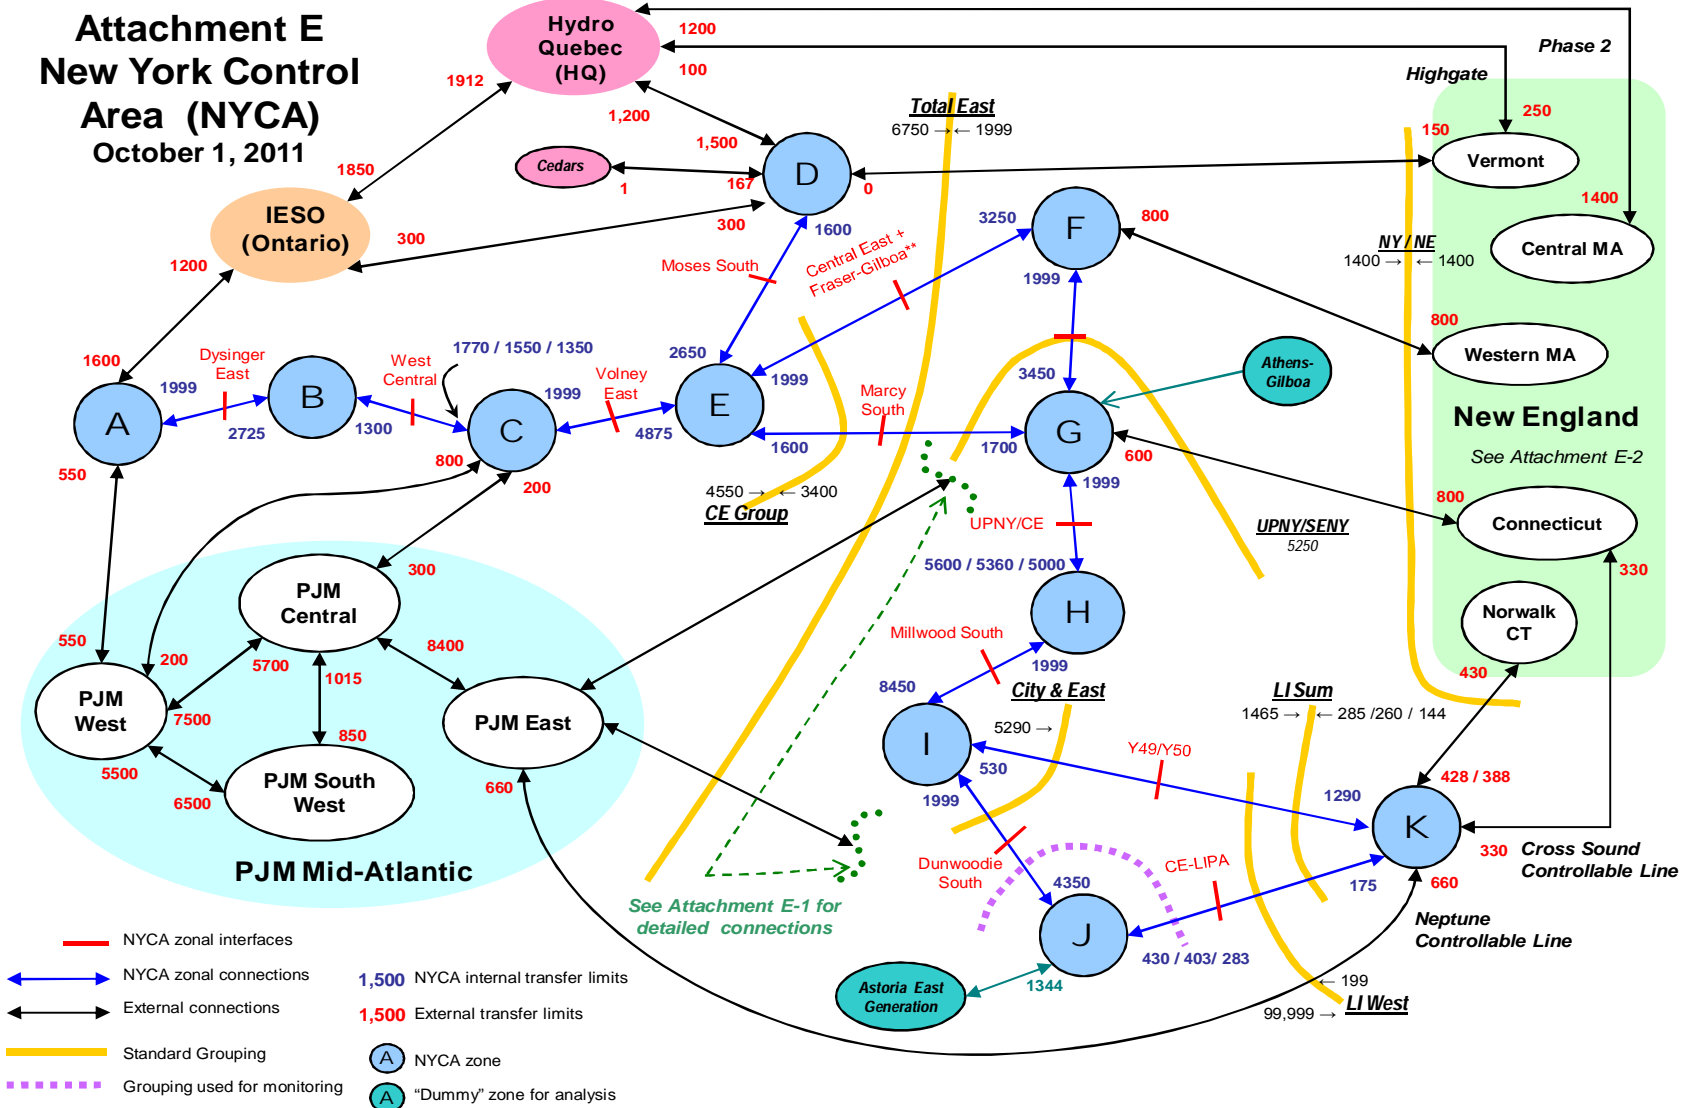 Attachment E
New York Control
Area (NYCA)
October 1, 2011
Hydro
Quebec
(HQ)
1200
100
1912
1,200
1,500
Phase 2
Highgate
250
150
Vermont
Total East
6750 →← 1999
Cedars
1
167
D
0
1850
IESO
(Ontario)
300
300
1200
1600
Moses South
Central East +
Fraser-Gilboa**
3250
F
800
1999
1400
Central MA
NY / NE
1400 → ← 1400
800
Western MA
1600
Dysinger
East
1999
A
2725
B
West
Central
1300
1770 / 1550 / 1350
C
1999
Volney
East
4875
2650
1999
E
1600
Marcy
South
3450
G
1700
600
1999
Athens-
Gilboa
New England
See Attachment E-2
550
800
200
4550 → ← 3400
CE Group
UPNY/CE
UPNY/SENY
5250
800
Connecticut
330
5600 / 5360 / 5000
H
Norwalk
CT
430
300
PJM
Central
550
200
5700
1015
8400
PJM
West
7500
850
5500
6500
PJM South
West
PJM East
660
PJM Mid-Atlantic
Millwood South
1999
8450
City & East
5290 →
I
530
1999
LI Sum
1465 → ← 285 /260 / 144
Y49/Y50
1290
428 / 388
K
330
Cross Sound
Controllable Line
Dunwoodie
South
4350
CE-LIPA
175
660
J
430 / 403/ 283
Neptune
Controllable Line
See Attachment E-1 for
detailed connections
Astoria East
Generation
1344
← 199
99,999 →
LI West
NYCA zonal interfaces
NYCA zonal connections
External connections
Standard Grouping
Grouping used for monitoring
1,500 NYCA internal transfer limits
1,500 External transfer limits
A NYCA zone
A “Dummy” zone for analysis